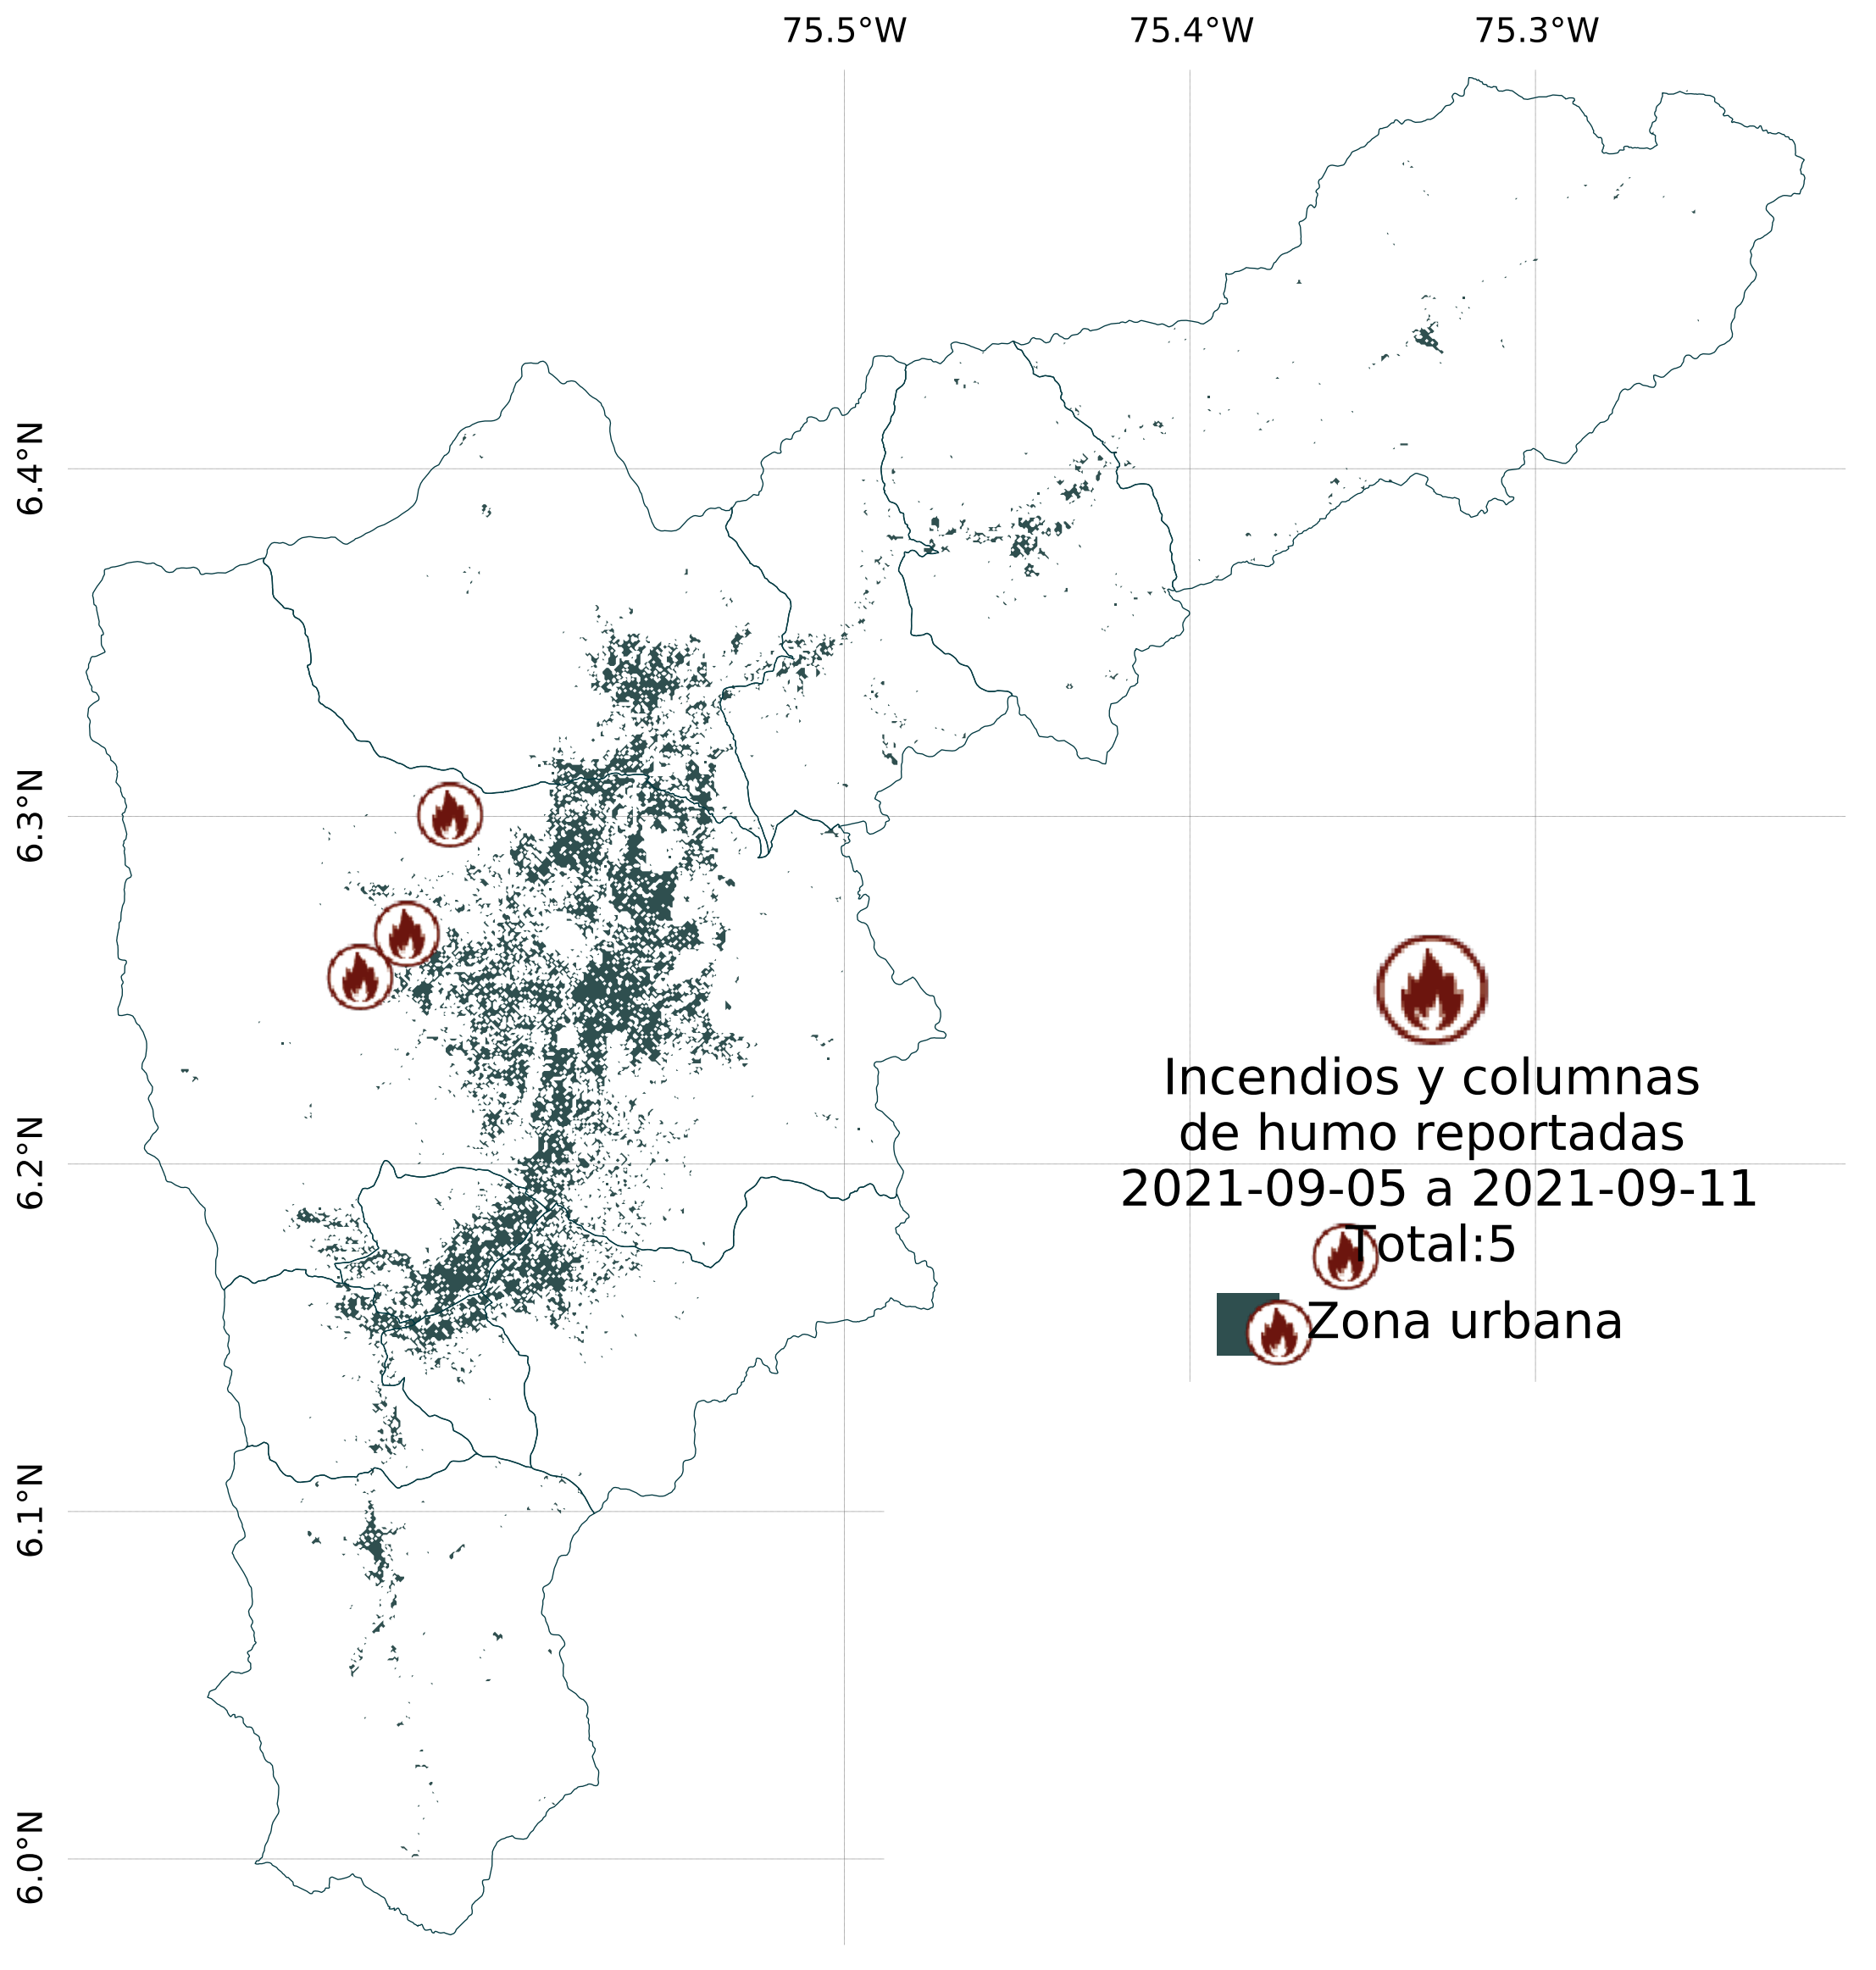 75.5°W 75.4°W 75.3°W
6.4°N
6.3°N
6.2°N
6.1°N
6.0°N
Incendios y columnas
de humo reportadas
2021-09-05 a 2021-09-11
Total:5
Zona urbana